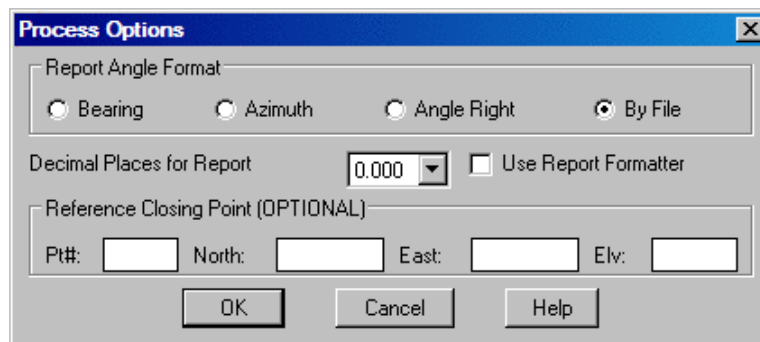 Process Options
Report Angle Format
Bearing Azimuth Angle Right By File
Decimal Places for Report 0.000 Use Report Formatter
Reference Closing Point (OPTIONAL)
Pt#: North: East: Elv:
OK Cancel Help